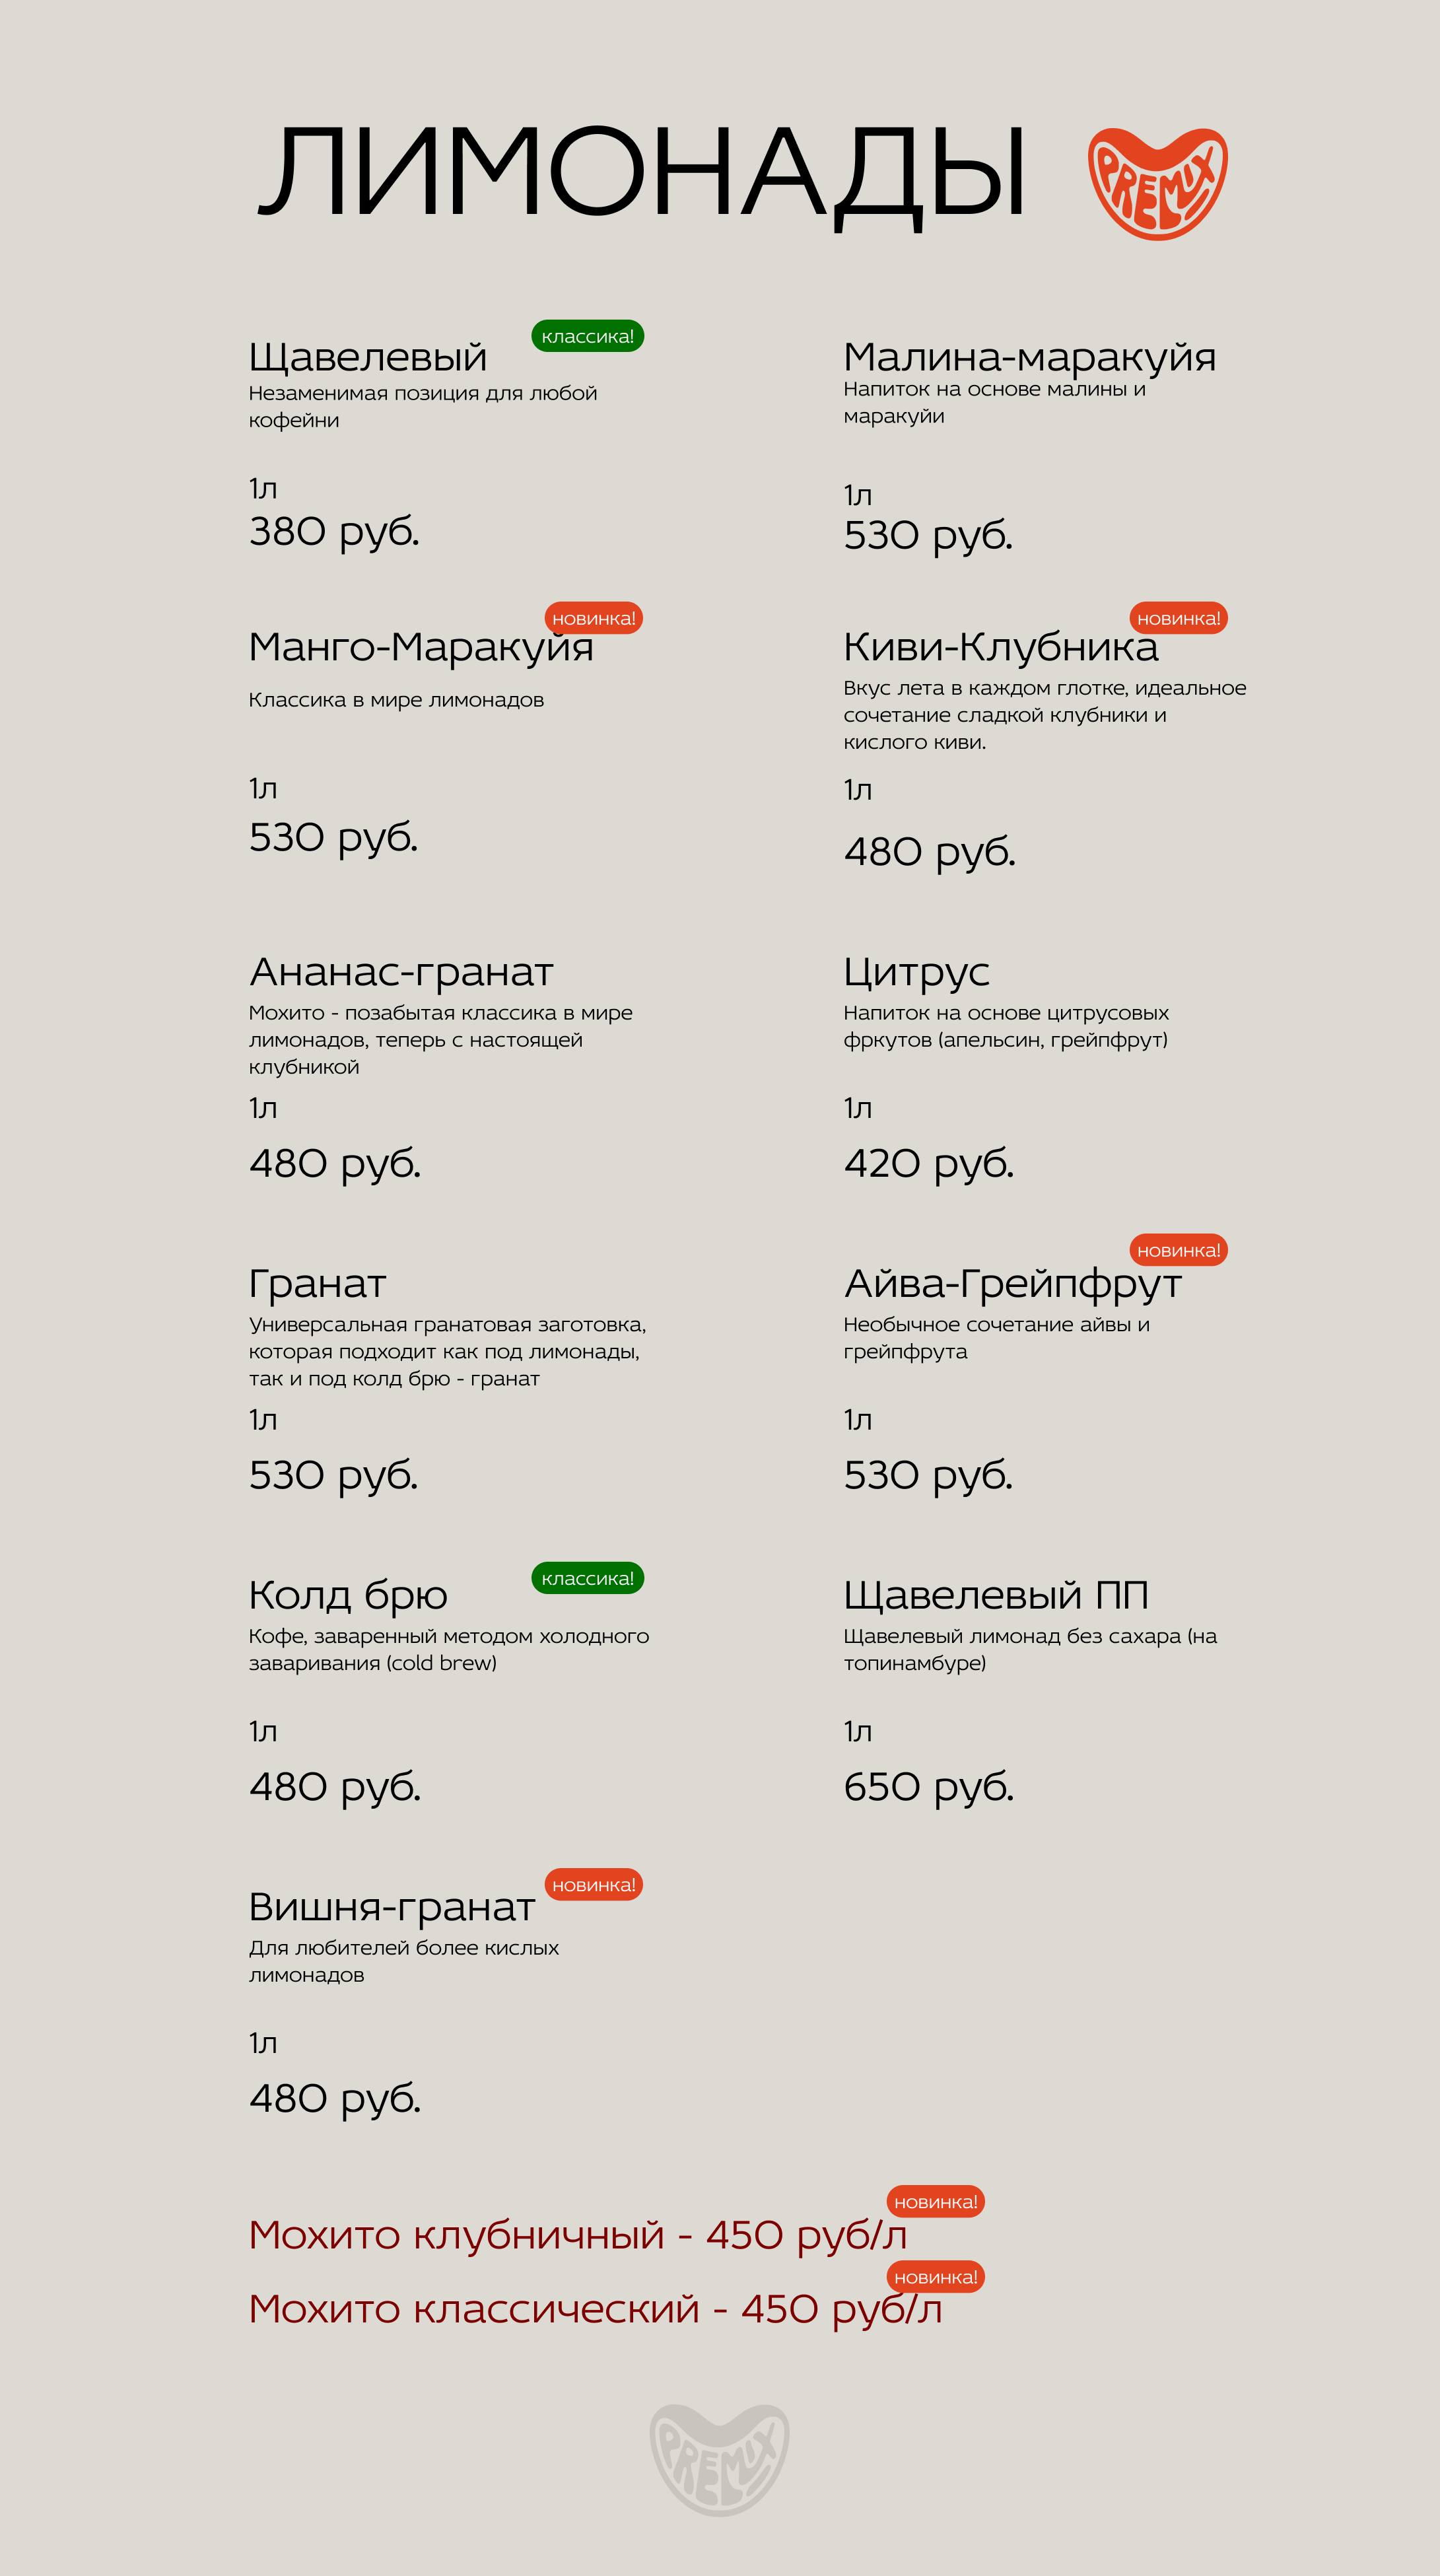 ЛИМОНАДЫ
PREMIX
Щавелевый
классика!
Незаменимая позиция для любой
кофейни
1л
380 руб.
Малина-маракуйя
Напиток на основе малины и
маракуйи
1л
530 руб.
новинка!
Манго-Маракуйя
Классика в мире лимонадов
1л
530 руб.
новинка!
Киви-Клубника
Вкус лета в каждом глотке, идеальное
сочетание сладкой клубники и
кислого киви.
1л
480 руб.
Ананас-гранат
Мохито - позабытая классика в мире
лимонадов, теперь с настоящей
клубникой
1л
480 руб.
Цитрус
Напиток на основе цитрусовых
фркутов (апельсин, грейпфрут)
1л
420 руб.
Гранат
Универсальная гранатовая заготовка,
которая подходит как под лимонады,
так и под колд брю - гранат
1л
530 руб.
новинка!
Айва-Грейпфрут
Необычное сочетание айвы и
грейпфрута
1л
530 руб.
классика!
Колд брю
Кофе, заваренный методом холодного
заваривания (cold brew)
1л
480 руб.
Щавелевый ПП
Щавелевый лимонад без сахара (на
топинамбуре)
1л
650 руб.
новинка!
Вишня-гранат
Для любителей более кислых
лимонадов
1л
480 руб.
новинка!
Мохито клубничный - 450 руб/л
новинка!
Мохито классический - 450 руб/л
PREMIX